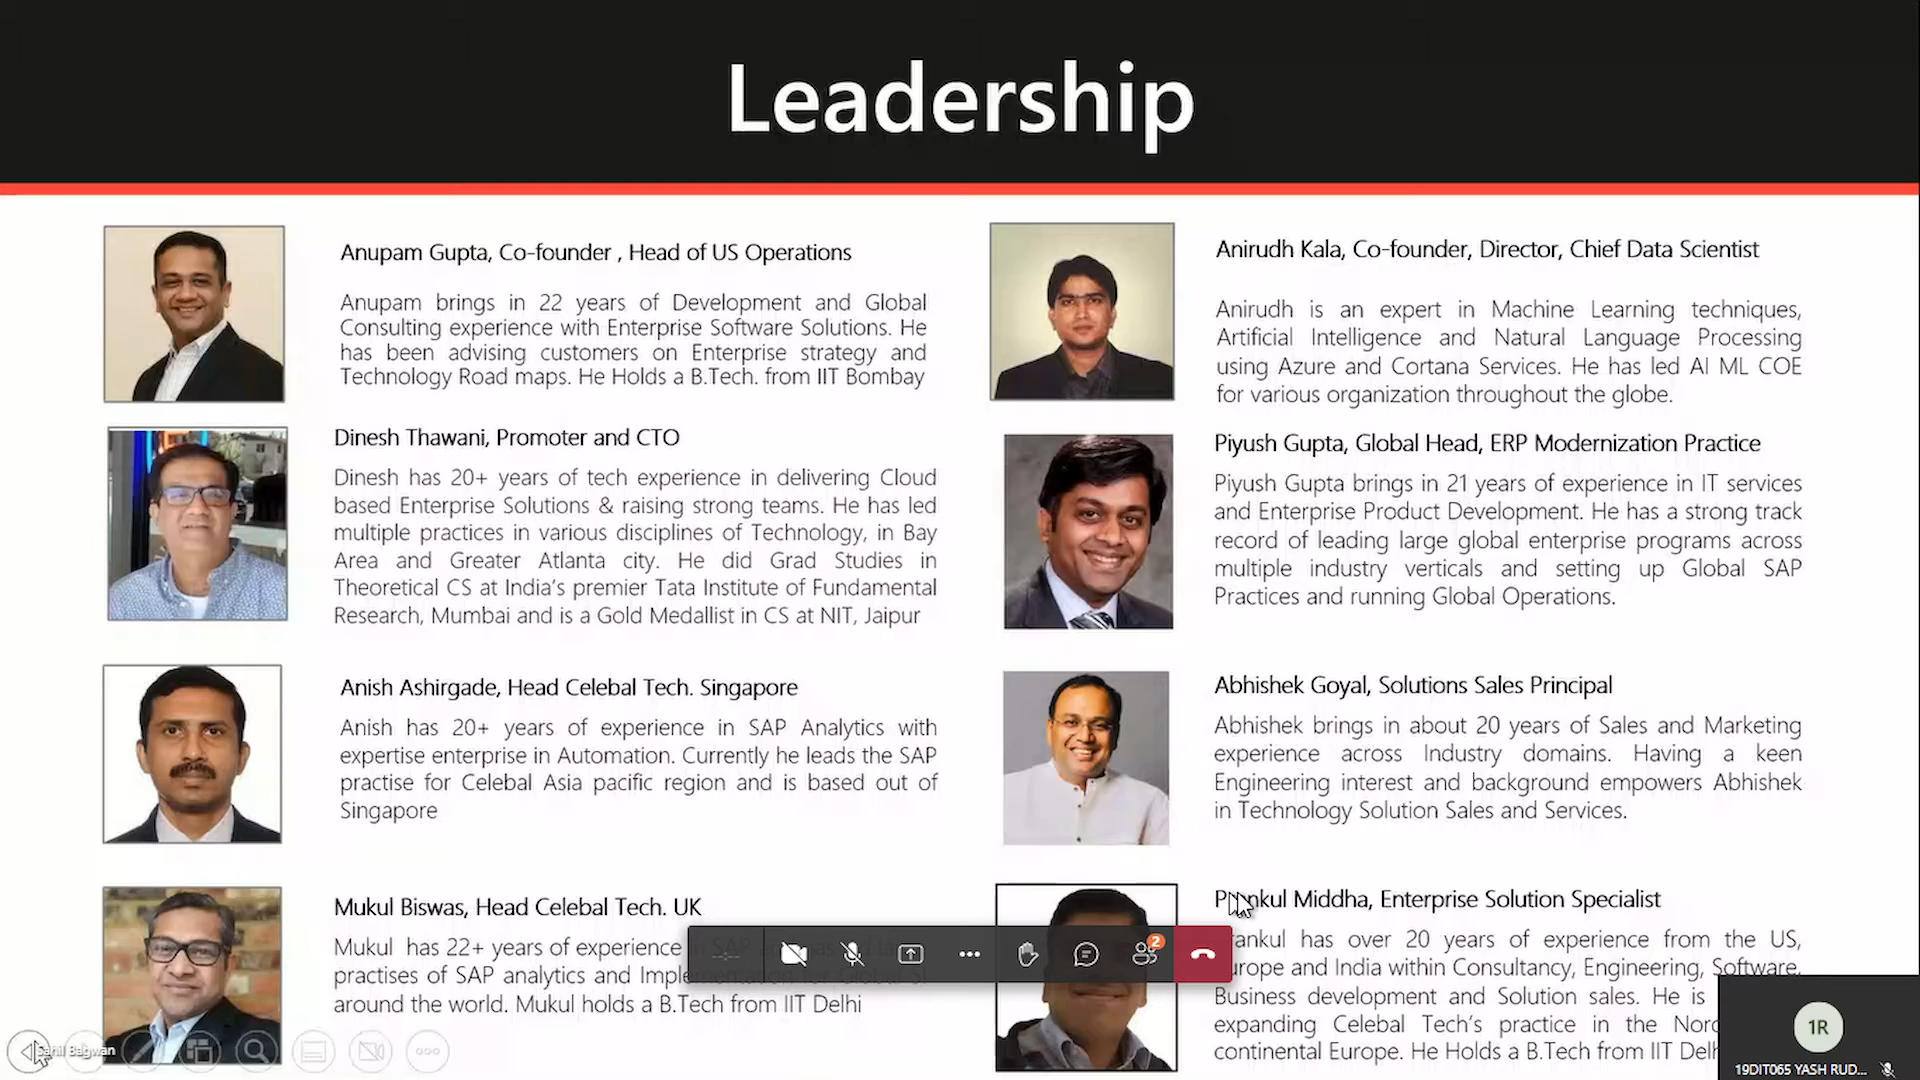 Leadership
Anupam Gupta, Co-founder , Head of US Operations
Anupam brings in 22 years of Development and Global
Consulting experience with Enterprise Software Solutions. He
has been advising customers on Enterprise strategy and
Technology Road maps. He Holds a B.Tech. from IIT Bombay
Dinesh Thawani, Promoter and CTO
Dinesh has 20+ years of tech experience in delivering Cloud
based Enterprise Solutions & raising strong teams. He has led
multiple practices in various disciplines of Technology, in Bay
Area and Greater Atlanta city. He did Grad Studies in
Theoretical CS at India's premier Tata Institute of Fundamental
Research, Mumbai and is a Gold Medallist in CS at NIT, Jaipur
Anish Ashirgade, Head Celebal Tech. Singapore
Anish has 20+ years of experience in SAP Analytics with
expertise enterprise in Automation. Currently he leads the SAP
practise for Celebal Asia pacific region and is based out of
Singapore
Mukul Biswas, Head Celebal Tech. UK
Mukul has 22+ years of experience
practises of SAP analytics and
around the world. Mukul holds a B.Tech from IIT Delhi
Anirudh Kala, Co-founder, Director, Chief Data Scientist
Anirudh is an expert in Machine Learning techniques,
Artificial Intelligence and Natural Language Processing
using Azure and Cortana Services. He has led AI ML COE
for various organization throughout the globe.
Piyush Gupta, Global Head, ERP Modernization Practice
Piyush Gupta brings in 21 years of experience in IT services
and Enterprise Product Development. He has a strong track
record of leading large global enterprise programs across
multiple industry verticals and setting up Global SAP
Practices and running Global Operations.
Abhishek Goyal, Solutions Sales Principal
Abhishek brings in about 20 years of Sales and Marketing
experience across Industry domains. Having a keen
Engineering interest and background empowers Abhishek
in Technology Solution Sales and Services.
Middha, Enterprise Solution Specialist
has over 20 years of experience from the US,
and India within Consultancy, Engineering, Software,
Business development and Solution sales. He is
expanding Celebal Tech's practice in the
continental Europe. He Holds a B.Tech from IIT
2
Sahil Bagwan
1R
19DIT065 YASH RUD...